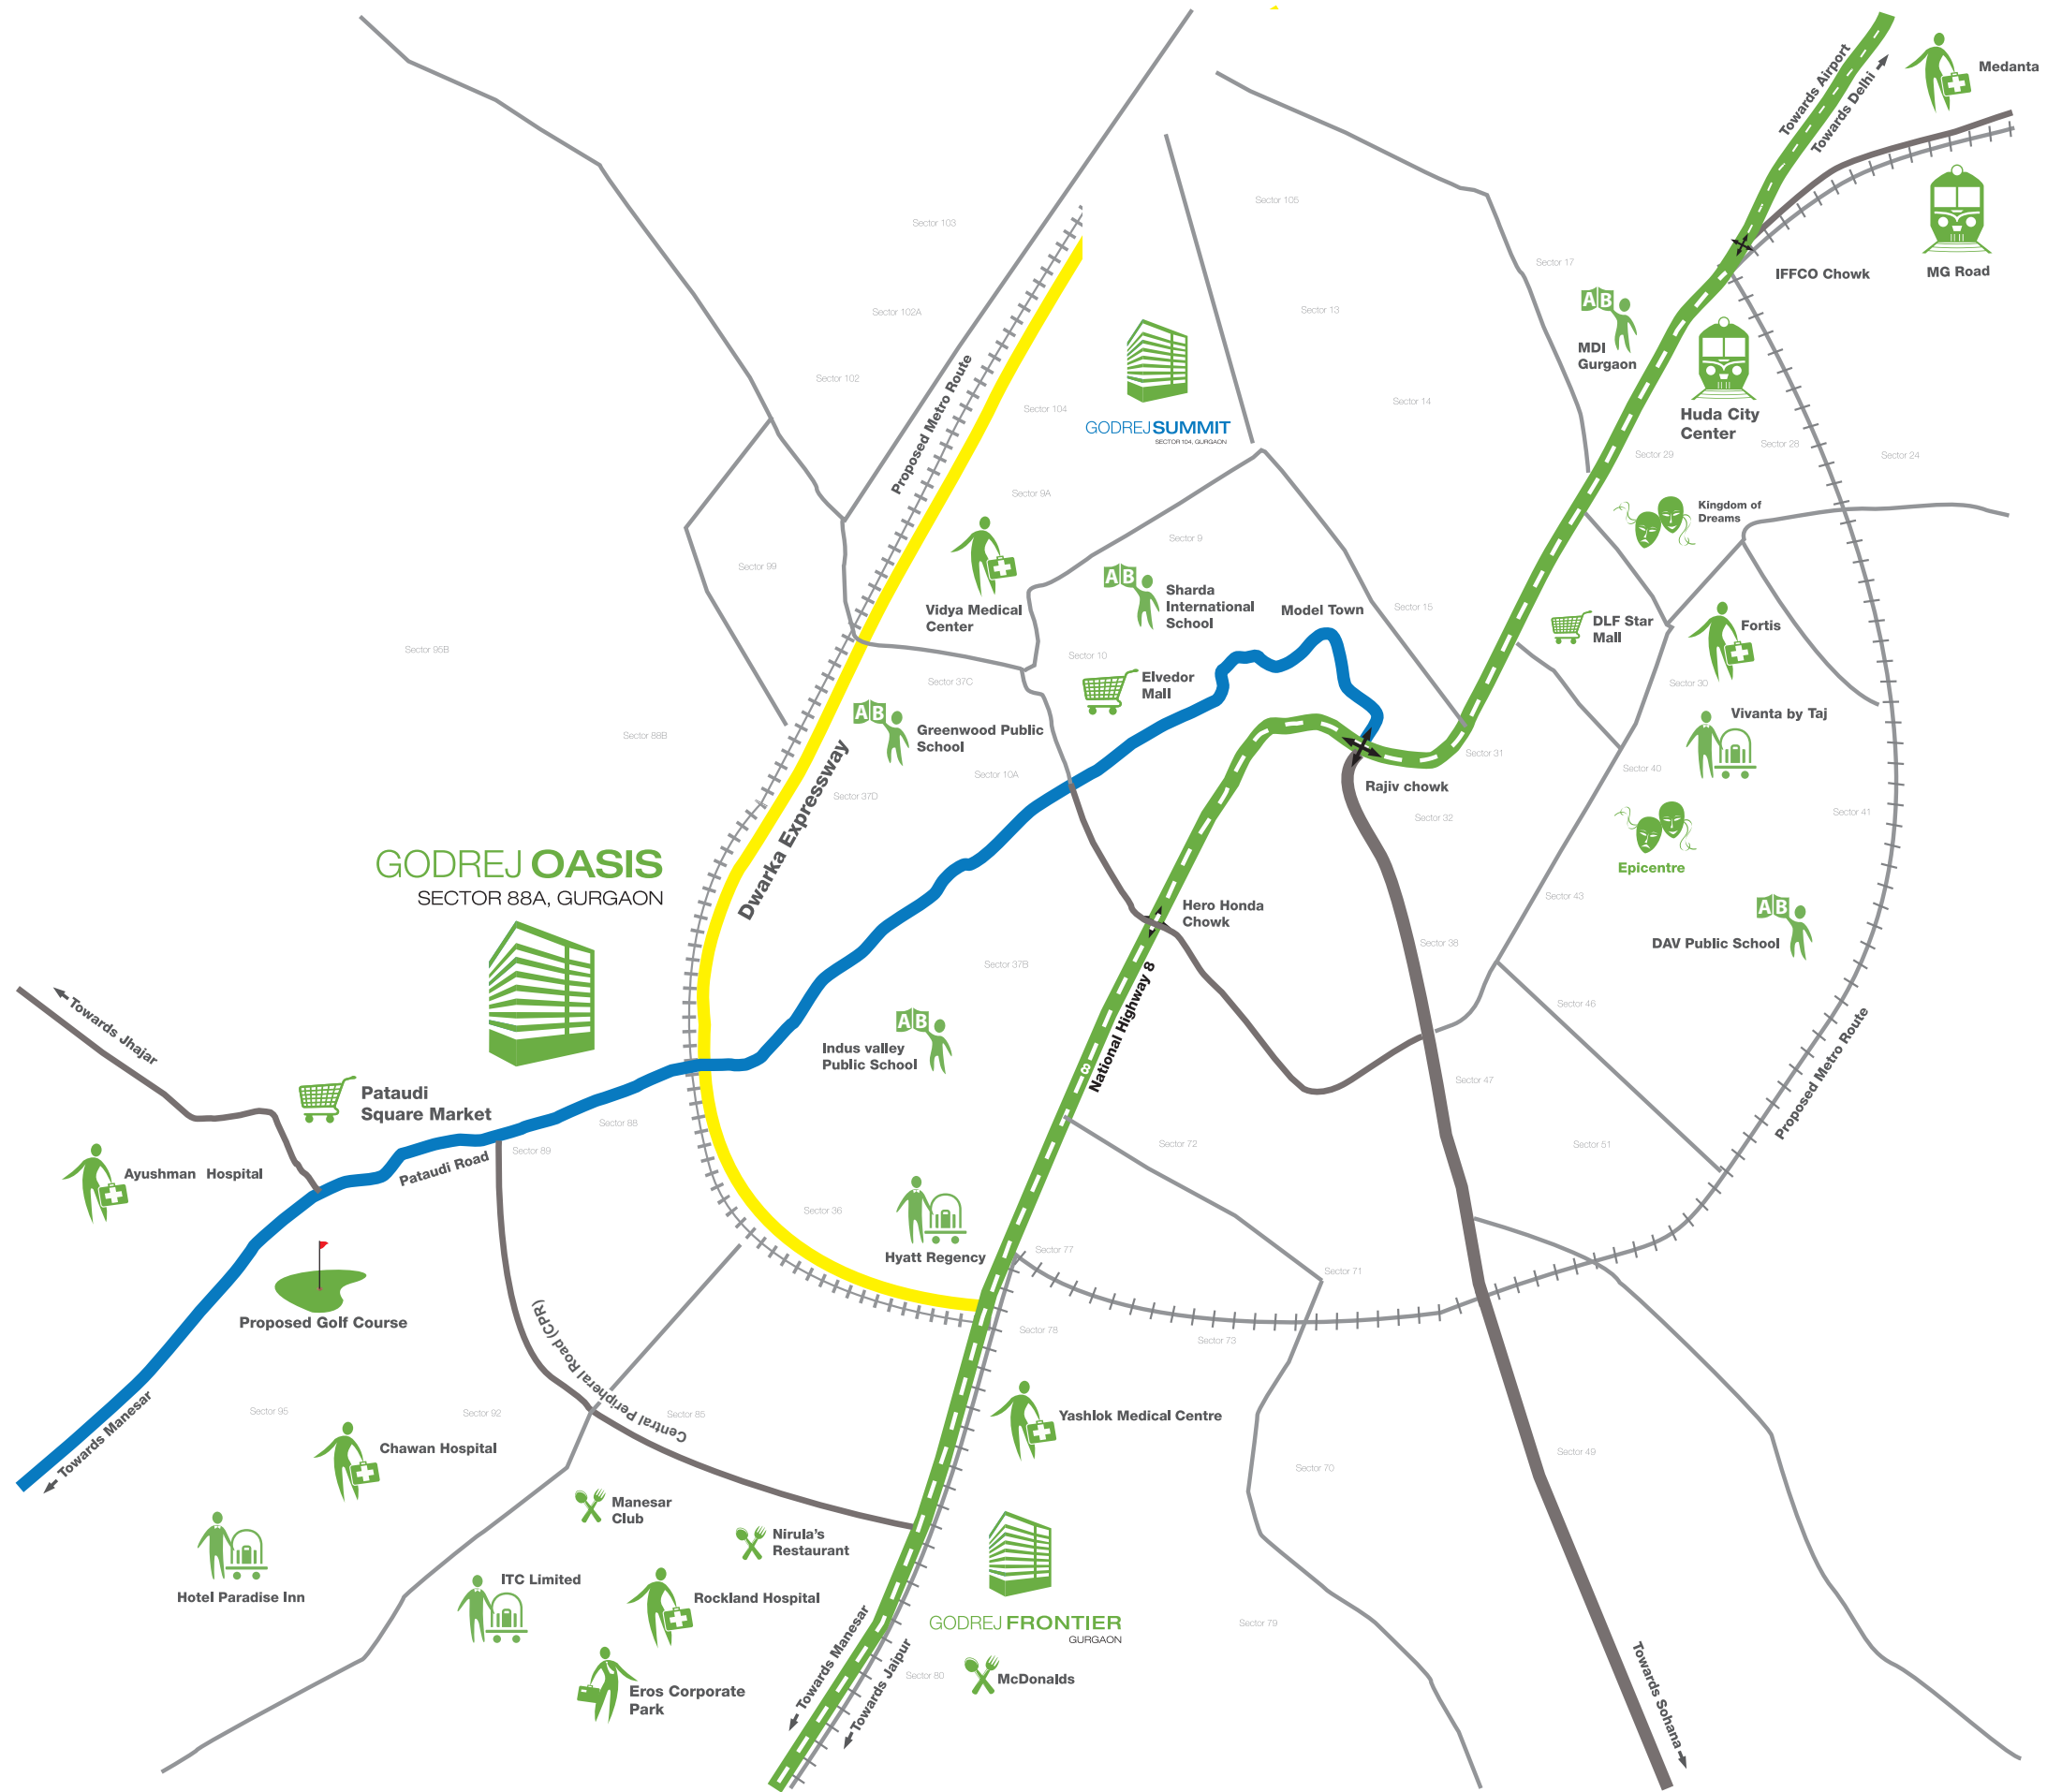 Towards Airport
Towards Delhi
Medanta
MG Road
IFFCO Chowk
Sector 105
Sector 103
Sector 17
Sector 102A
Sector 13
A B
MDI
Gurgaon
Huda City
Center
Sector 102
Proposed Metro Route
Sector 104
GODREJ SUMMIT
SECTOR 104, GURGAON
Sector 14
Sector 29
Sector 28
Sector 24
Sector 9A
Kingdom of
Dreams
Sector 9
Sector 99
Vidya Medical
Center
A B
Sharda
International
School
Model Town
Sector 15
DLF Star
Mall
Fortis
Sector 95B
Sector 10
Sector 37C
Elvedor
Mall
Sector 30
Vivanta by Taj
Sector 88B
A B
Greenwood Public
School
Sector 10A
Sector 31
Sector 40
Rajiv chowk
Sector 37D
Sector 32
Sector 41
Dwarka Expressway
Epicentre
GODREJ OASIS
SECTOR 88A, GURGAON
Sector 43
Hero Honda
Chowk
A B
DAV Public School
Sector 38
Sector 37B
National Highway 8
8
Sector 46
Towards Jhajar
A B
Indus valley
Public School
Proposed Metro Route
Sector 47
Pataudi
Square Market
Sector 88
Sector 89
Sector 72
Sector 51
Ayushman Hospital
Pataudi Road
Sector 36
Hyatt Regency
Sector 77
Sector 71
Proposed Golf Course
Sector 78
Sector 73
Central Peripheral Road (CPR)
Towards Manesar
Sector 95
Sector 92
Sector 85
Yashlok Medical Centre
Chawan Hospital
Sector 49
Sector 70
Manesar
Club
Nirula's
Restaurant
Hotel Paradise Inn
ITC Limited
Rockland Hospital
GODREJ FRONTIER
GURGAON
Sector 79
Towards Manesar
Towards Jaipur
Sector 80
McDonalds
Eros Corporate
Park
Towards Sohana